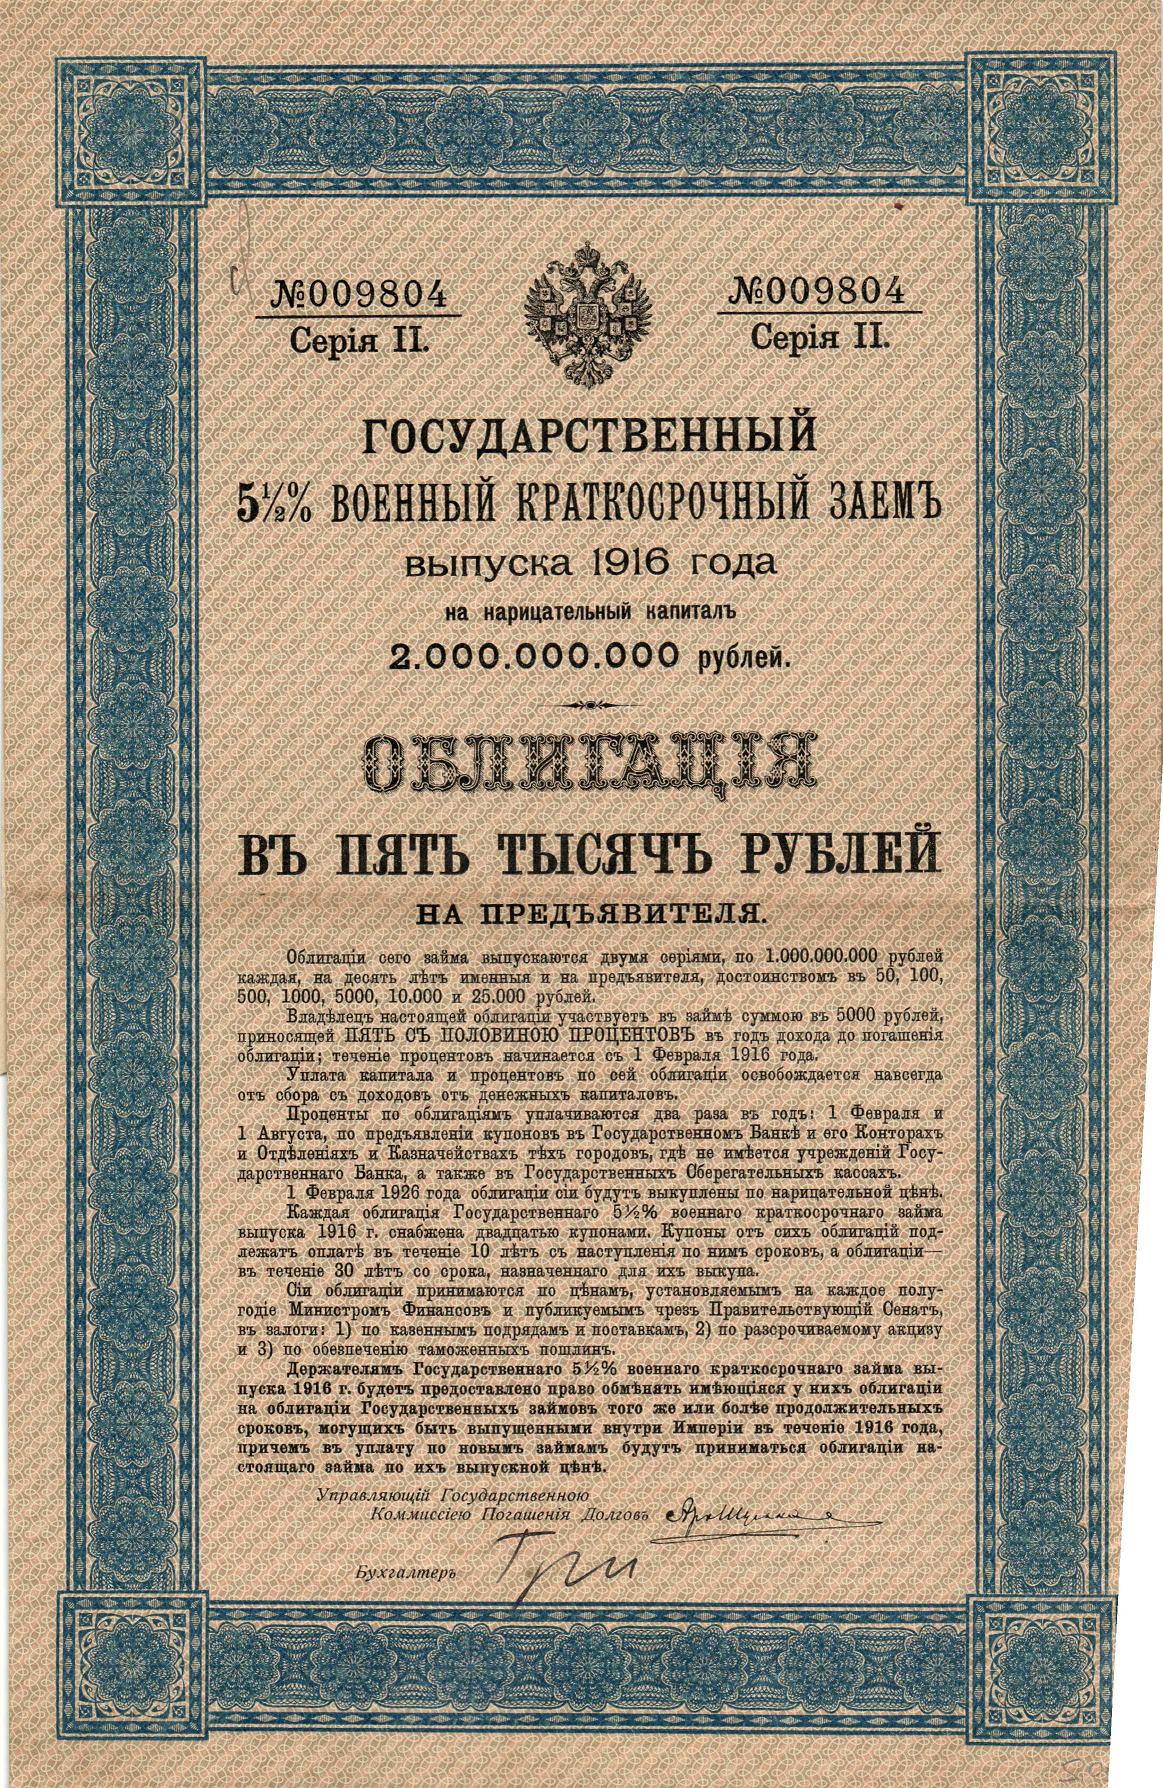 №009804
Серія II.
№009804
Серія II.
ГОСУДАРСТВЕННЫЙ
5½% ВОЕННЫЙ КРАТКОСРОЧНЫЙ ЗАЕМЪ
выпуска 1916 года
на нарицательный капиталъ
2.000.000.000 рублей.
ОБЛИГАЦІЯ
ВЪ ПЯТЬ ТЫСЯЧЪ РУБЛЕЙ
НА ПРЕДЪЯВИТЕЛЯ.
Облигаціи сего займа выпускаются двумя серіями, по 1.000.000.000 рублей
каждая, на десять лѣтъ именныя и на предъявителя, достоинствомъ въ 50, 100,
500, 1000, 5000, 10.000 и 25.000 рублей.
Владѣлецъ настоящей облигаціи участвуетъ въ займѣ суммою въ 5000 рублей,
приносящей ПЯТЬ СЪ ПОЛОВИНОЮ ПРОЦЕНТОВЪ въ годъ дохода до погашенія
облигаціи; теченіе процентовъ начинается съ 1 Февраля 1916 года.
Уплата капитала и процентовъ по сей облигаціи освобождается навсегда
отъ сбора съ доходовъ отъ денежныхъ капиталовъ.
Проценты по облигаціямъ уплачиваются два раза въ годъ: 1 Февраля и
1 Августа, по предъявленіи купоновъ въ Государственномъ Банкѣ и его Конторахъ
и Отдѣленіяхъ и Казначействахъ тѣхъ городовъ, гдѣ не имѣется учрежденій Госу-
дарственнаго Банка, а также въ Государственныхъ Сберегательныхъ кассахъ.
1 Февраля 1926 года облигаціи сіи будутъ выкуплены по нарицательной цѣнѣ.
Каждая облигація Государственнаго 5½% военнаго краткосрочнаго займа
выпуска 1916 г. снабжена двадцатью купонами. Купоны отъ сихъ облигацій под-
лежатъ оплатѣ въ теченіе 10 лѣтъ съ наступленія по нимъ сроковъ, а облигаціи—
въ теченіе 30 лѣтъ со срока, назначеннаго для ихъ выкупа.
Сіи облигаціи принимаются по цѣнамъ, установляемымъ на каждое полу-
годіе Министромъ Финансовъ и публикуемымъ чрезъ Правительствующій Сенатъ,
въ залоги: 1) по казеннымъ подрядамъ и поставкамъ, 2) по разсрочиваемому акцизу
и 3) по обезпеченію таможенныхъ пошлинъ.
Держателямъ Государственнаго 5½% военнаго краткосрочнаго займа вы-
пуска 1916 г. будетъ предоставлено право обмѣнять имѣющіяся у нихъ облигаціи
на облигаціи Государственныхъ займовъ того же или болѣе продолжительныхъ
сроковъ, могущихъ быть выпущенными внутри Имперіи въ теченіе 1916 года,
причемъ въ уплату по новымъ займамъ будутъ приниматься облигаціи на-
стоящаго займа по ихъ выпускной цѣнѣ.
Управляющій Государственною
Коммиссіею Погашенія Долговъ
Бухгалтеръ